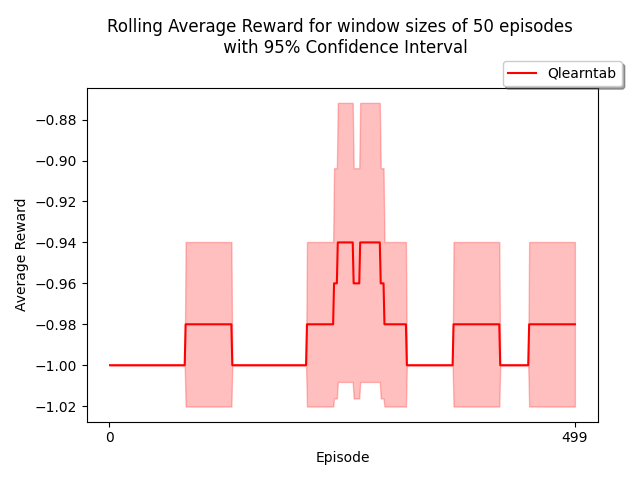 Rolling Average Reward for window sizes of 50 episodes
with 95% Confidence Interval
Qlearntab
−0.88
−0.90
−0.92
−0.94
−0.96
−0.98
−1.00
−1.02
Average Reward
0
499
Episode